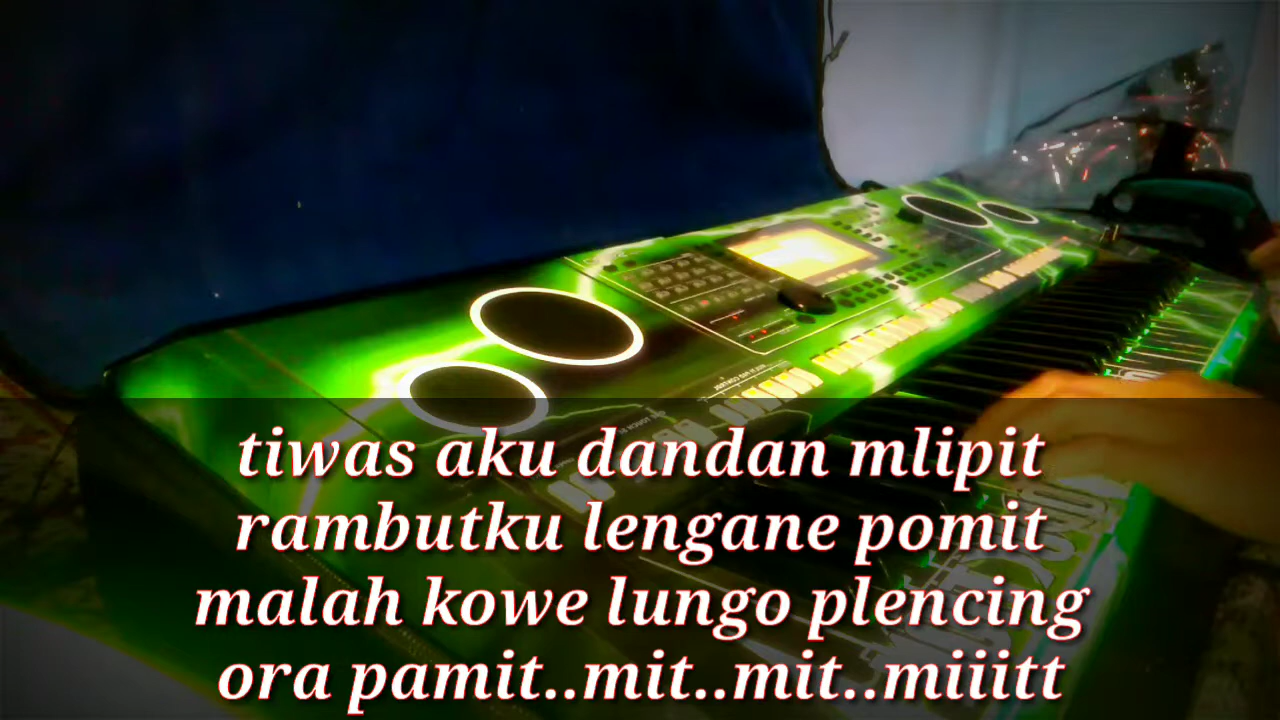 tiwas aku dandan mlipit
rambutku lengane pomit
malah kowe lungo plencing
ora pamit..mit..mit..miiitt